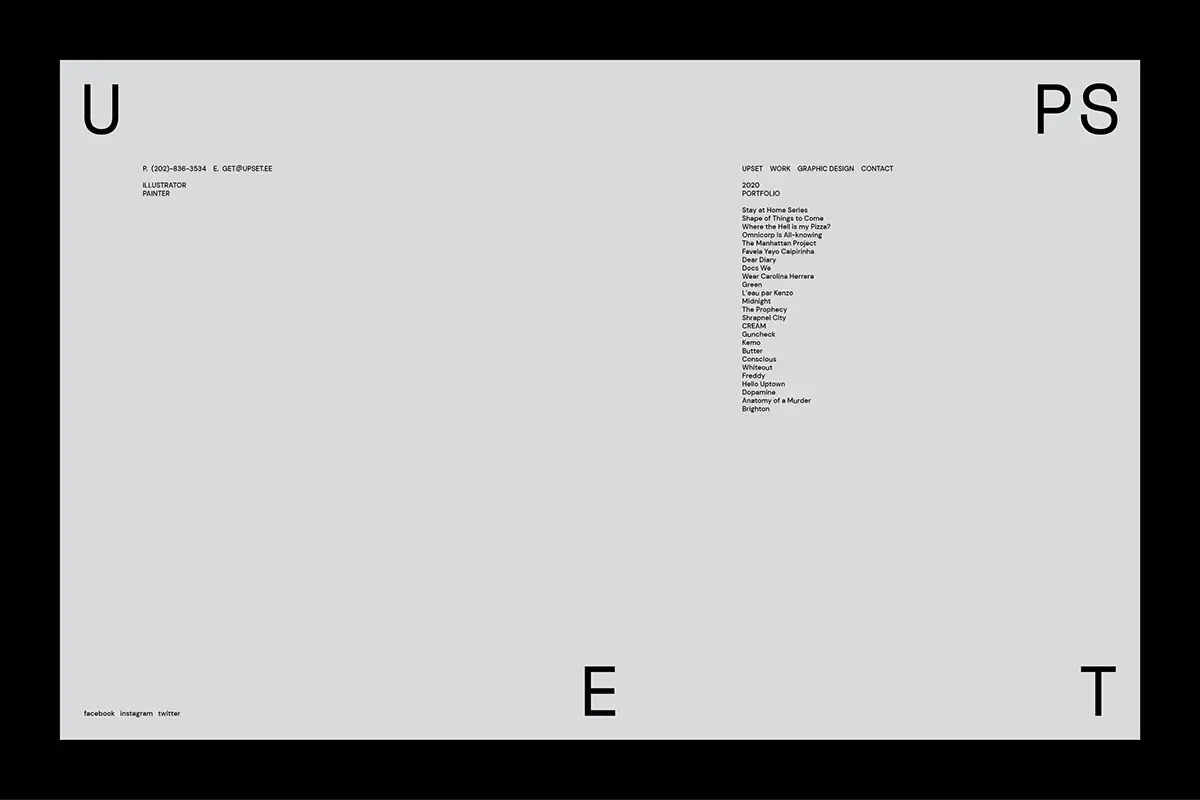 U
PS
P. (202)-836-3534 E. GET@UPSET.EE
ILLUSTRATOR
PAINTER
UPSET WORK GRAPHIC DESIGN CONTACT
2020
PORTFOLIO
Stay at Home Series
Shape of Things to Come
Where the Hell is my Pizza?
Omnicorp is All-knowing
The Manhattan Project
Favela Yayo Caipirinha
Dear Diary
Docs We
Wear Carolina Herrera
Green
L'eau par Kenzo
Midnight
The Prophecy
Shrapnel City
CREAM
Guncheck
Kemo
Butter
Conscious
Whiteout
Freddy
Hello Uptown
Dopamine
Anatomy of a Murder
Brighton
E
T
facebook instagram twitter